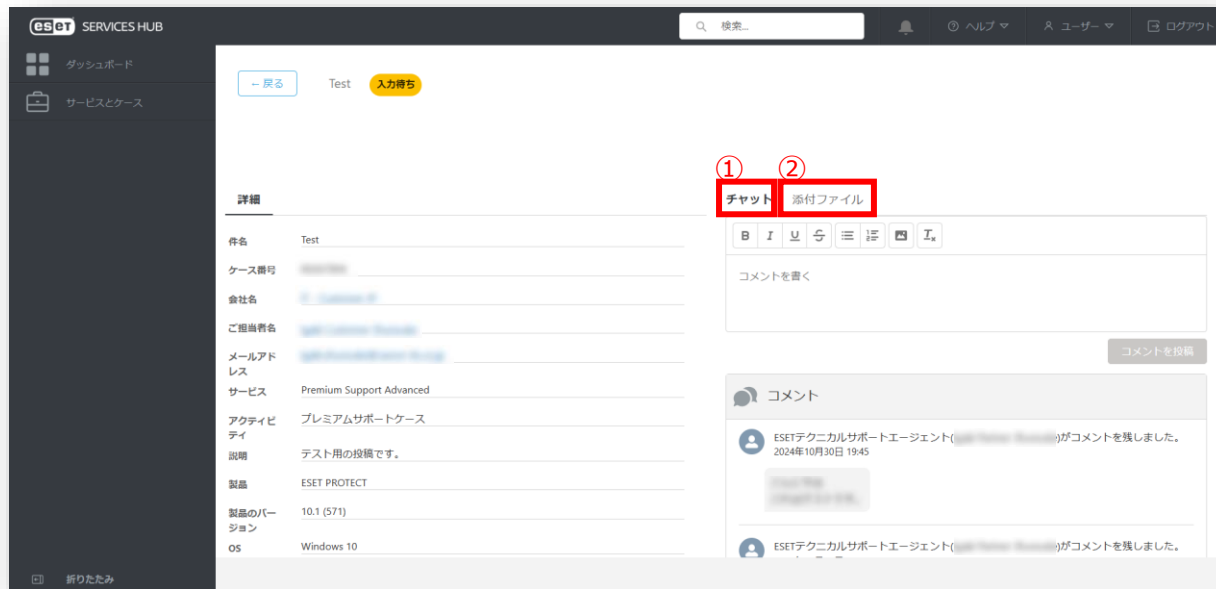 eset SERVICES HUB
検索...
ヘルプ
ユーザー
ログアウト
ダッシュボード
サービスとケース
←戻る
Test
入力待ち
① ②
詳細
件名 Test
ケース番号
会社名
ご担当者名
メールアド
レス
サービス Premium Support Advanced
アクティビ
ティ
プレミアムサポートケース
説明 テスト用の投稿です。
製品 ESET PROTECT
製品のバー
ジョン
10.1 (571)
OS Windows 10
チャット 添付ファイル
B I U S
コメントを書く
コメントを投稿
コメント
ESETテクニカルサポートエージェント( )がコメントを残しました。
2024年10月30日 19:45
ESETテクニカルサポートエージェント( )がコメントを残しました。
折りたたみ